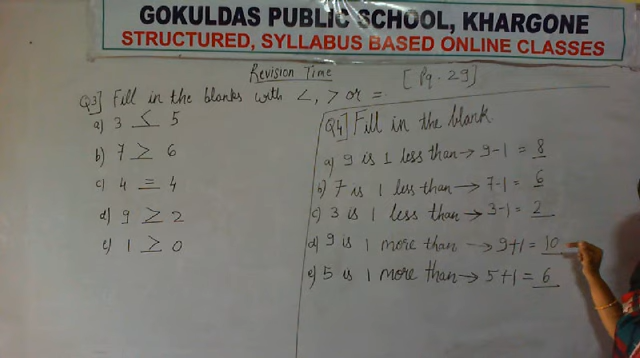 GOKULDAS PUBLIC SCHOOL, KHARGONE
STRUCTURED, SYLLABUS BASED ONLINE CLASSES
Revision Time
[Pg. 29]
Q3] Fill in the blanks with <, > or =.
a) 3 < 5
b) 7 > 6
c) 4 = 4
d) 9 > 2
e) 1 > 0
Q4] Fill in the blank
a) 9 is 1 less than → 9-1 = 8
b) 7 is 1 less than → 7-1 = 6
c) 3 is 1 less than → 3-1 = 2
d) 9 is 1 more than → 9+1 = 10
e) 5 is 1 more than → 5+1 = 6